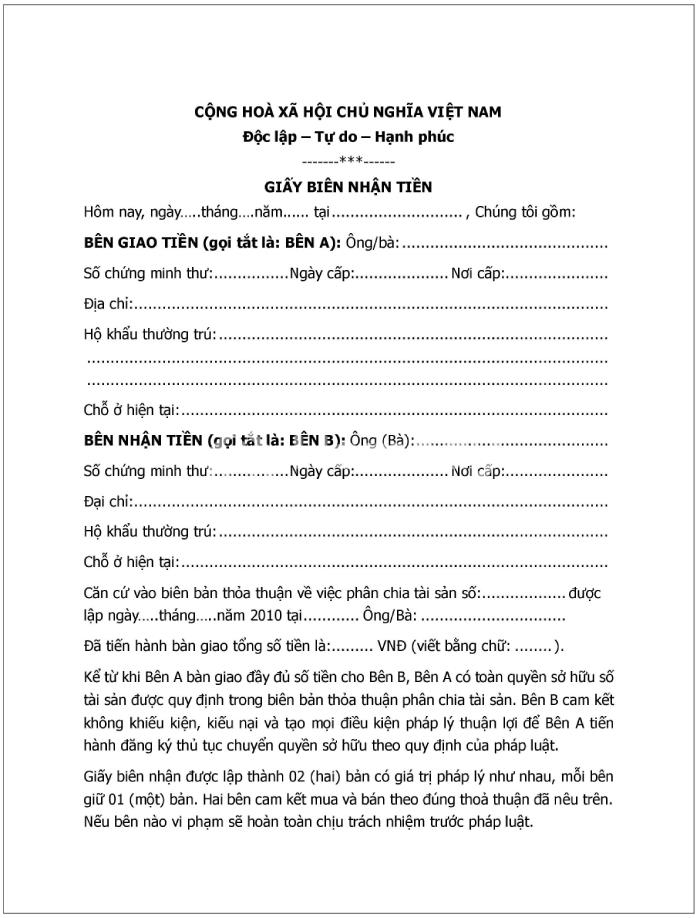 CỘNG HOÀ XÃ HỘI CHỦ NGHĨA VIỆT NAM
Độc lập – Tự do – Hạnh phúc
-------***------
GIẤY BIÊN NHẬN TIỀN
Hôm nay, ngày.....tháng....năm...... tại............................ , Chúng tôi gồm:
BÊN GIAO TIỀN (gọi tắt là: BÊN A): Ông/bà:............................................
Số chứng minh thư:................Ngày cấp:....................Nơi cấp:......................
Địa chỉ:.....................................................................................................
Hộ khẩu thường trú:...................................................................................
...............................................................................................................
...............................................................................................................
Chỗ ở hiện tại:...........................................................................................
BÊN NHẬN TIỀN (gọi tắt là: BÊN B): Ông (Bà):.........................................
Số chứng minh thư:................Ngày cấp:.................... Nơi cấp:......................
Đại chỉ:.....................................................................................................
Hộ khẩu thường trú:...................................................................................
Chỗ ở hiện tại:...........................................................................................
Căn cứ vào biên bản thỏa thuận về việc phân chia tài sản số:.................. được
lập ngày.....tháng.....năm 2010 tại............ Ông/Bà: ...............................
Đã tiến hành bàn giao tổng số tiền là:......... VNĐ (viết bằng chữ: ........).
Kể từ khi Bên A bàn giao đầy đủ số tiền cho Bên B, Bên A có toàn quyền sở hữu số
tài sản được quy định trong biên bản thỏa thuận phân chia tài sản. Bên B cam kết
không khiếu kiện, kiếu nại và tạo mọi điều kiện pháp lý thuận lợi để Bên A tiến
hành đăng ký thủ tục chuyển quyền sở hữu theo quy định của pháp luật.
Giấy biên nhận được lập thành 02 (hai) bản có giá trị pháp lý như nhau, mỗi bên
giữ 01 (một) bản. Hai bên cam kết mua và bán theo đúng thoả thuận đã nêu trên.
Nếu bên nào vi phạm sẽ hoàn toàn chịu trách nhiệm trước pháp luật.